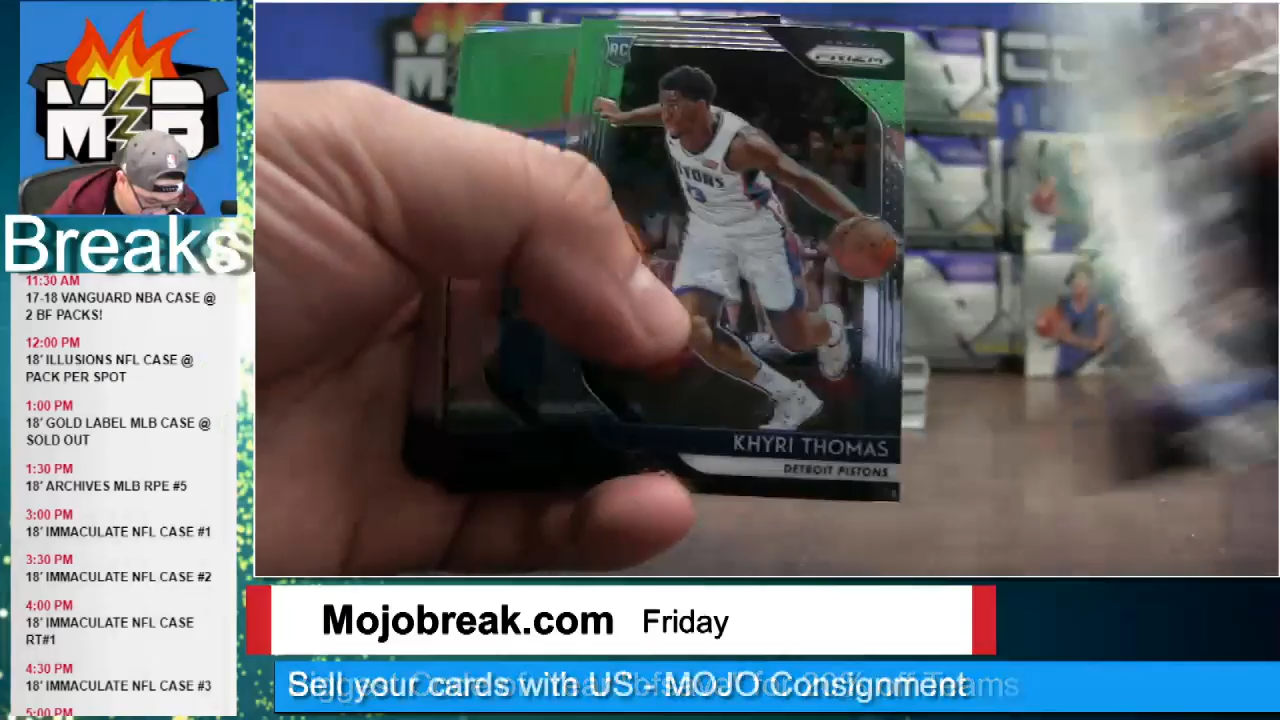 M B
M B
Breaks
11:30 AM
17-18 VANGUARD NBA CASE @
2 BF PACKS!
12:00 PM
18' ILLUSIONS NFL CASE @
PACK PER SPOT
1:00 PM
18' GOLD LABEL MLB CASE @
SOLD OUT
1:30 PM
18' ARCHIVES MLB RPE #5
3:00 PM
18' IMMACULATE NFL CASE #1
3:30 PM
18' IMMACULATE NFL CASE #2
4:00 PM
18' IMMACULATE NFL CASE
RT#1
4:30 PM
18' IMMACULATE NFL CASE #3
5:00 PM
RC
PRIZM
KHYRI THOMAS
DETROIT PISTONS
Mojobreak.com Friday
Sell your cards with US - MOJO Consignment